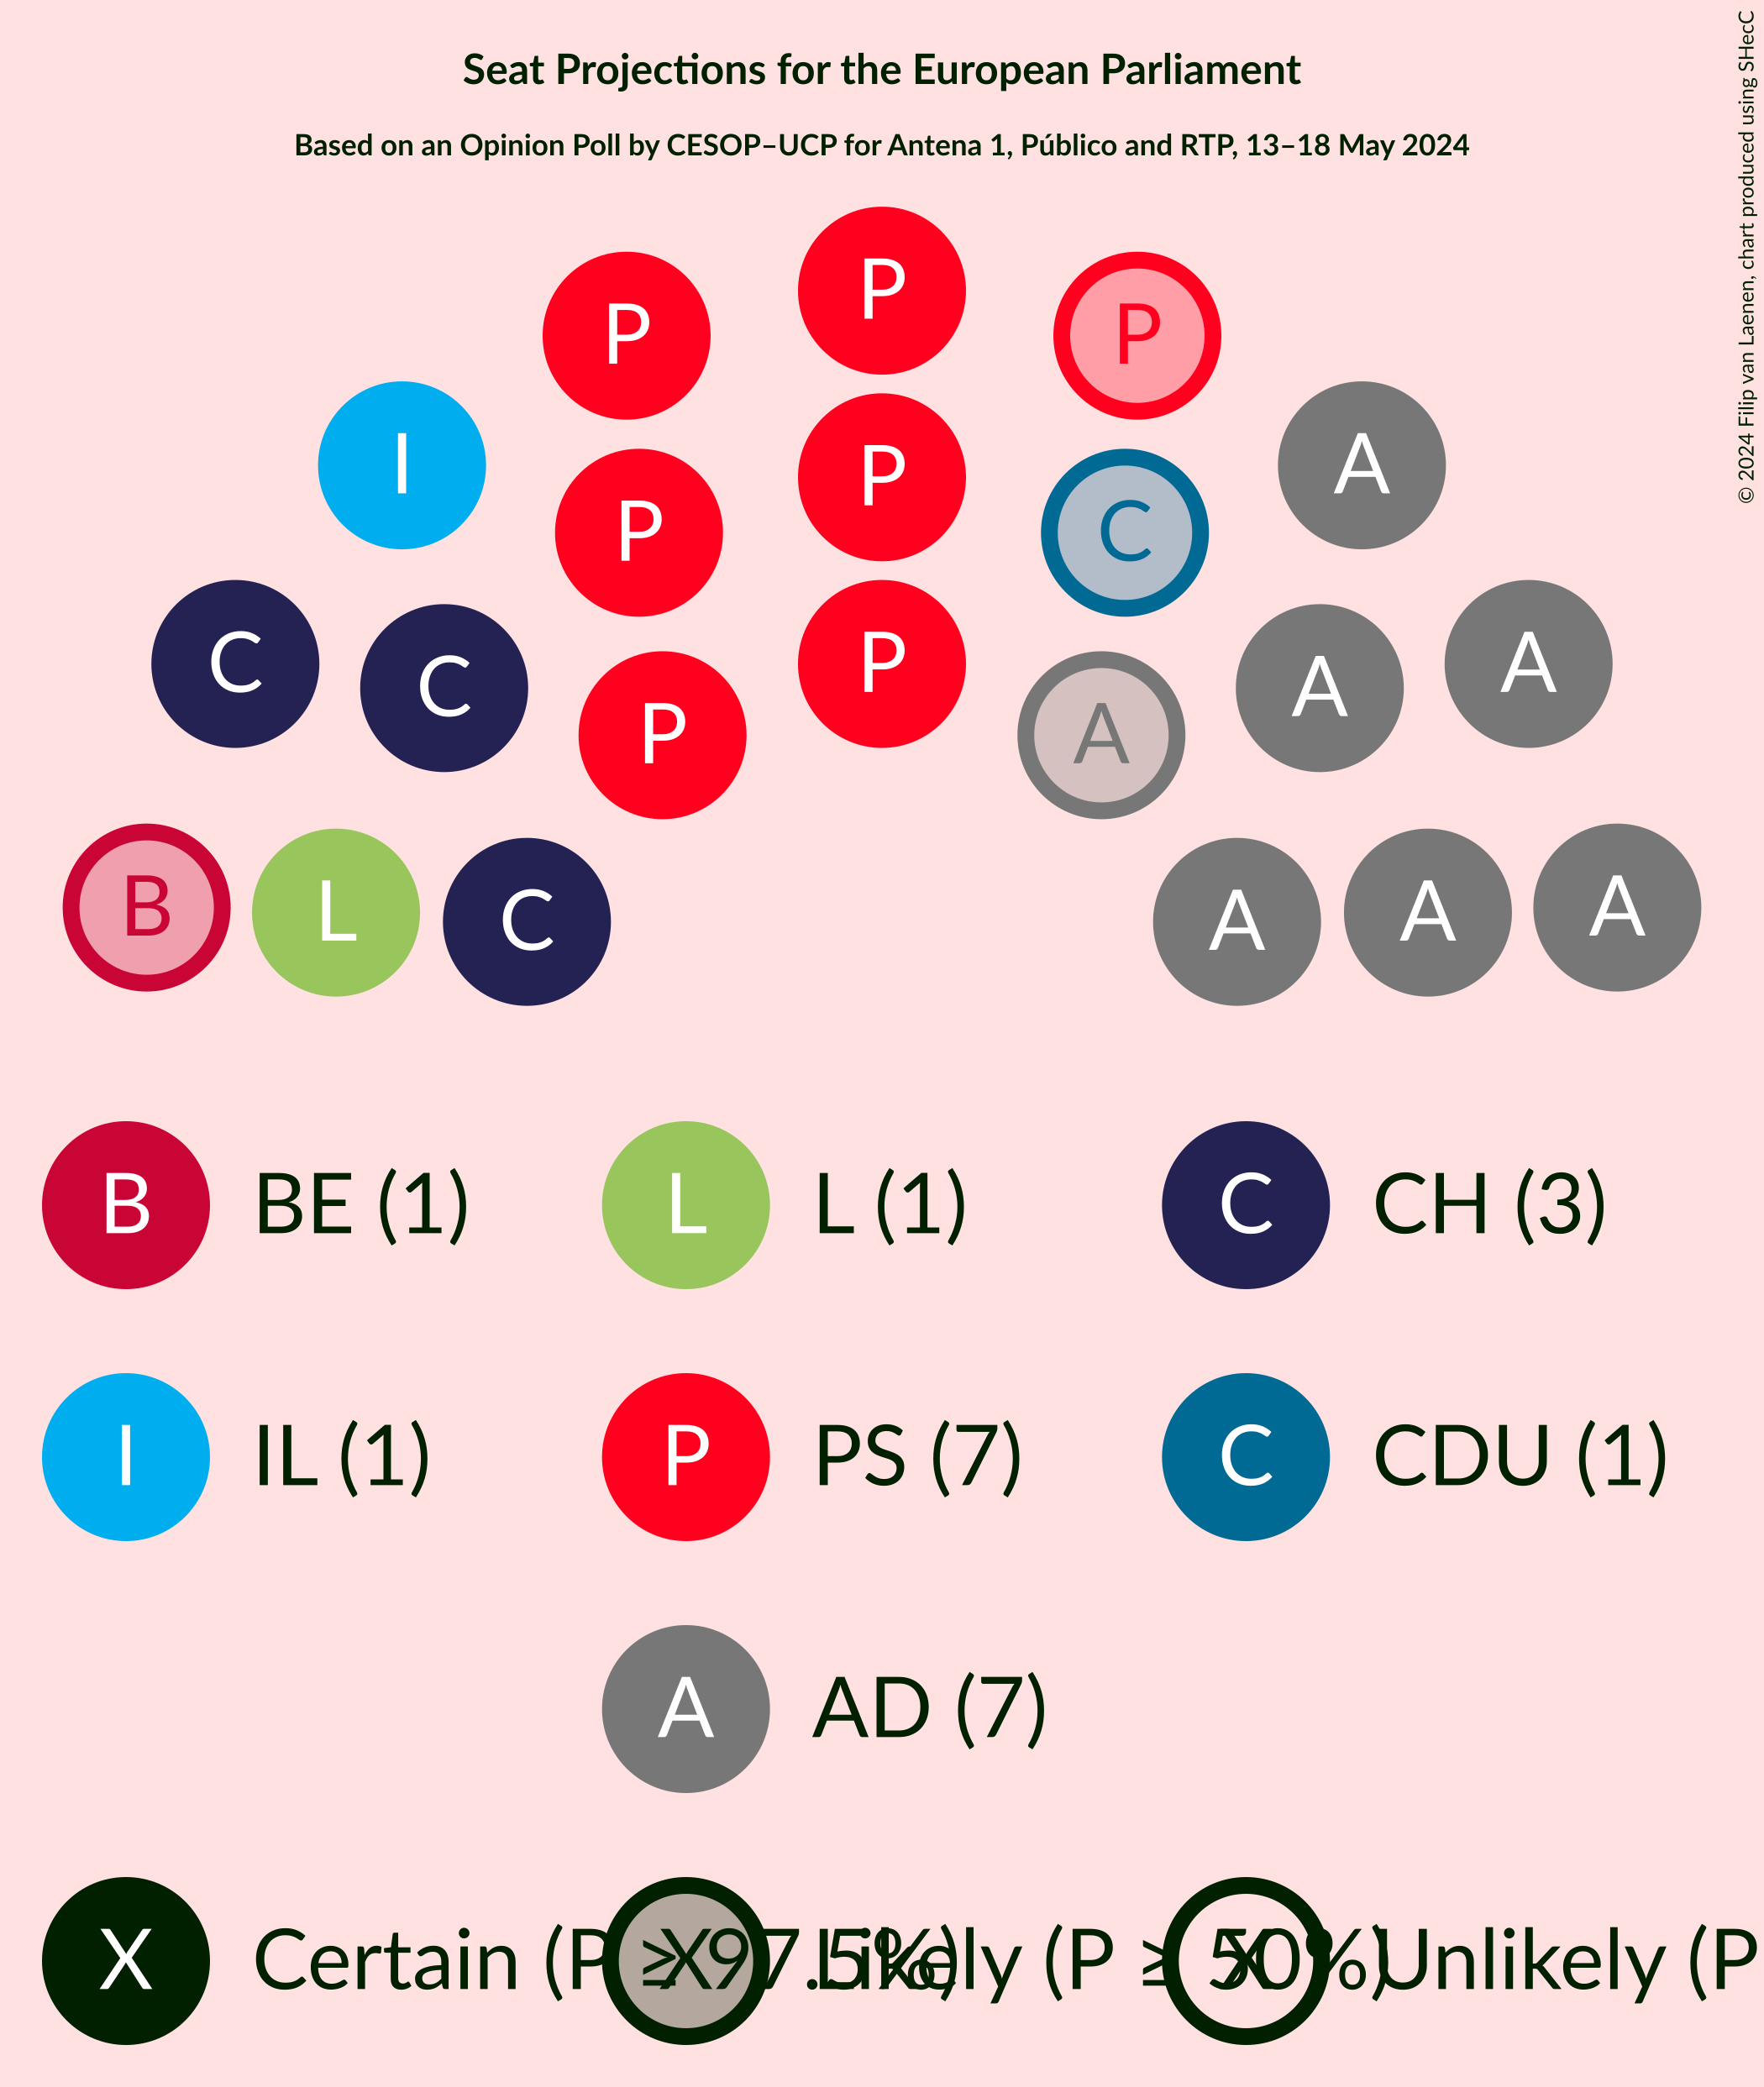 Seat Projections for the European Parliament
Based on an Opinion Poll by CESOP–UCP for Antena 1, Público and RTP, 13–18 May 2024
© 2024 Filip van Laenen, chart produced using SHecC
P
P P
I P A
P C
C P A
C A
P A A
B L C A A A
B BE (1) L L (1) C CH (3)
I IL (1) P PS (7) C CDU (1)
A AD (7)
X Certain (P ≥ 97.5%) X Likely (P ≥ 50%) X Unlikely (P